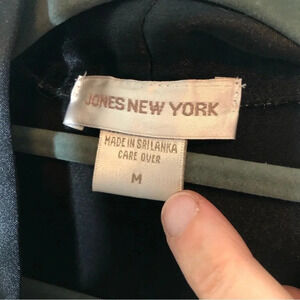 JONES NEW YORK
MADE IN SRI LANKA
CARE OVER
M